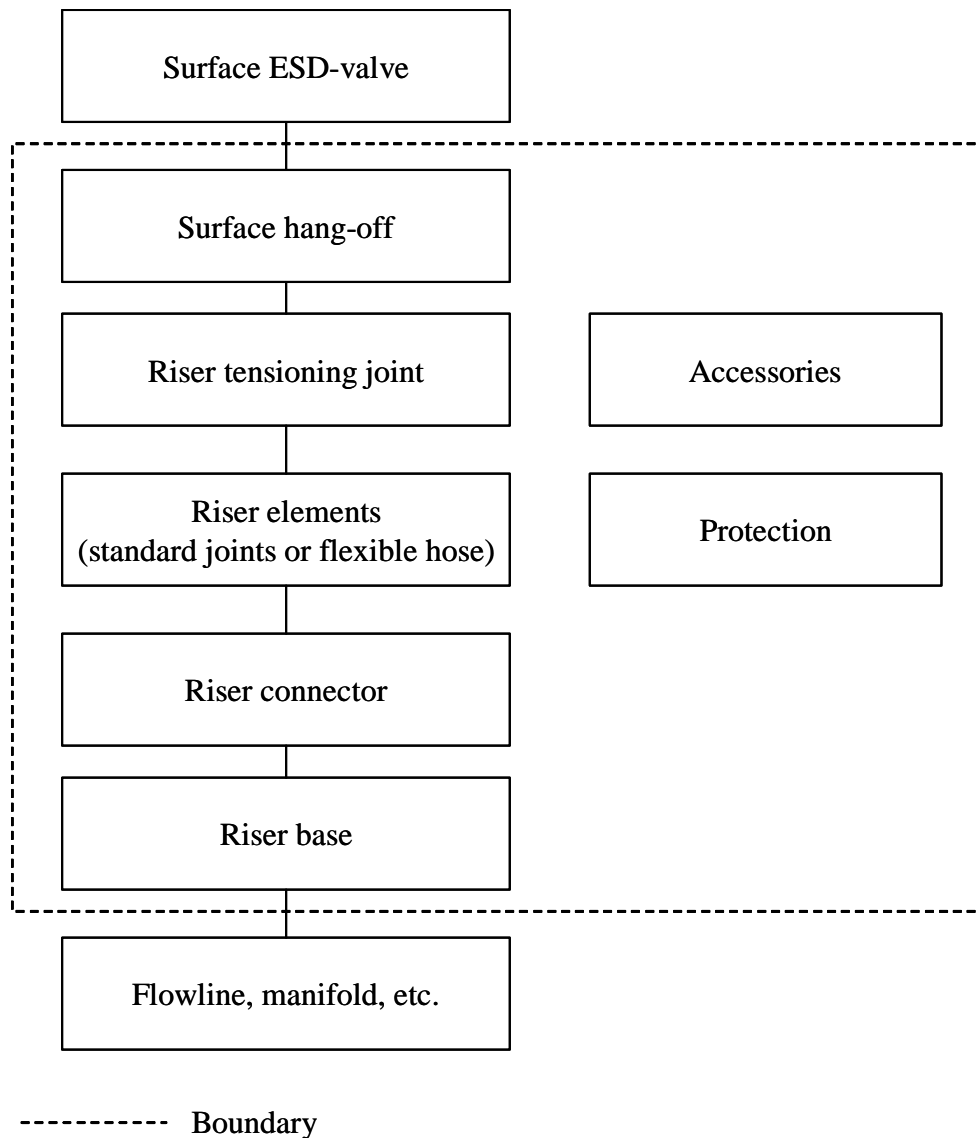 Surface ESD-valve
Surface hang-off
Riser tensioning joint
Accessories
Riser elements
(standard joints or flexible hose)
Protection
Riser connector
Riser base
Flowline, manifold, etc.
Boundary